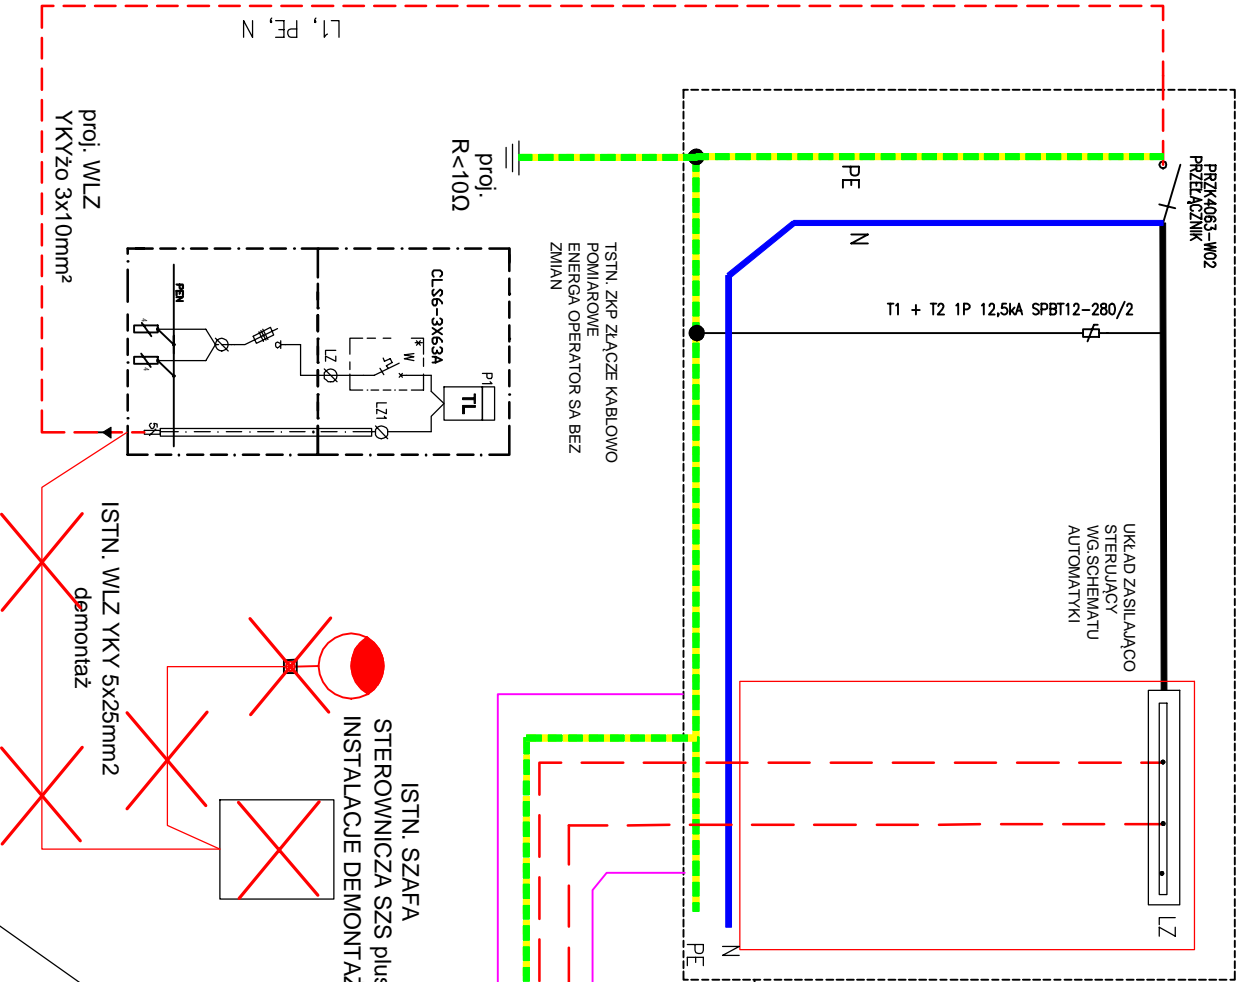 L1, PE, N
proj. WLZ
YKYżo 3x10mm²
proj.
R<10Ω
PE
N
PRZK4063-W02
PRZEŁĄCZNIK
T1 + T2 1P 12,5kA SPBT12-280/2
TSTN. ZKP ZŁĄCZE KABLOWO
POMIAROWE
ENERGA OPERATOR SA BEZ
ZMIAN
CLS6-3X63A
PEN
LZ
*
W
P1
TL
LZ1
5
4
4
UKŁAD ZASILAJĄCO
STERUJĄCY
WG.SCHEMATU
AUTOMATYKI
ISTN. WLZ YKY 5x25mm2
demontaż
ISTN. SZAFA
STEROWNICZA SZS plus
INSTALACJE DEMONTAŻ
LZ
N
PE